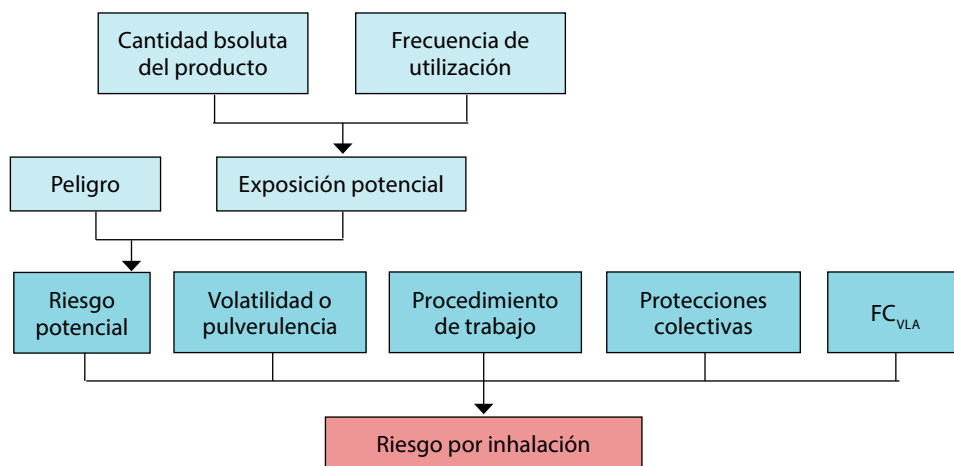 Cantidad bsoluta
del producto
Frecuencia de
utilización
Peligro
Exposición potencial
Riesgo
potencial
Volatilidad o
pulverulencia
Procedimiento
de trabajo
Protecciones
colectivas
FC_VLA
Riesgo por inhalación